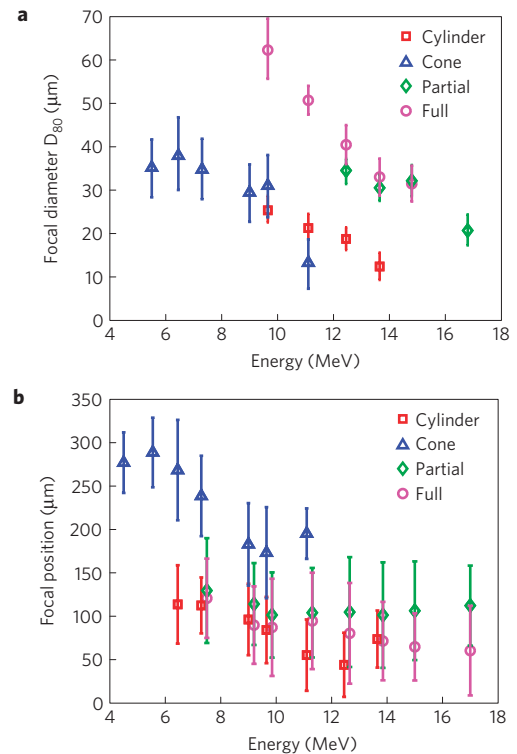 a
70
60
50
40
30
20
10
0
Focal diameter D₈₀ (μm)
Cylinder
Cone
Partial
Full
4 6 8 10 12 14 16 18
Energy (MeV)
b
350
300
250
200
150
100
50
0
Focal position (μm)
Cylinder
Cone
Partial
Full
4 6 8 10 12 14 16 18
Energy (MeV)